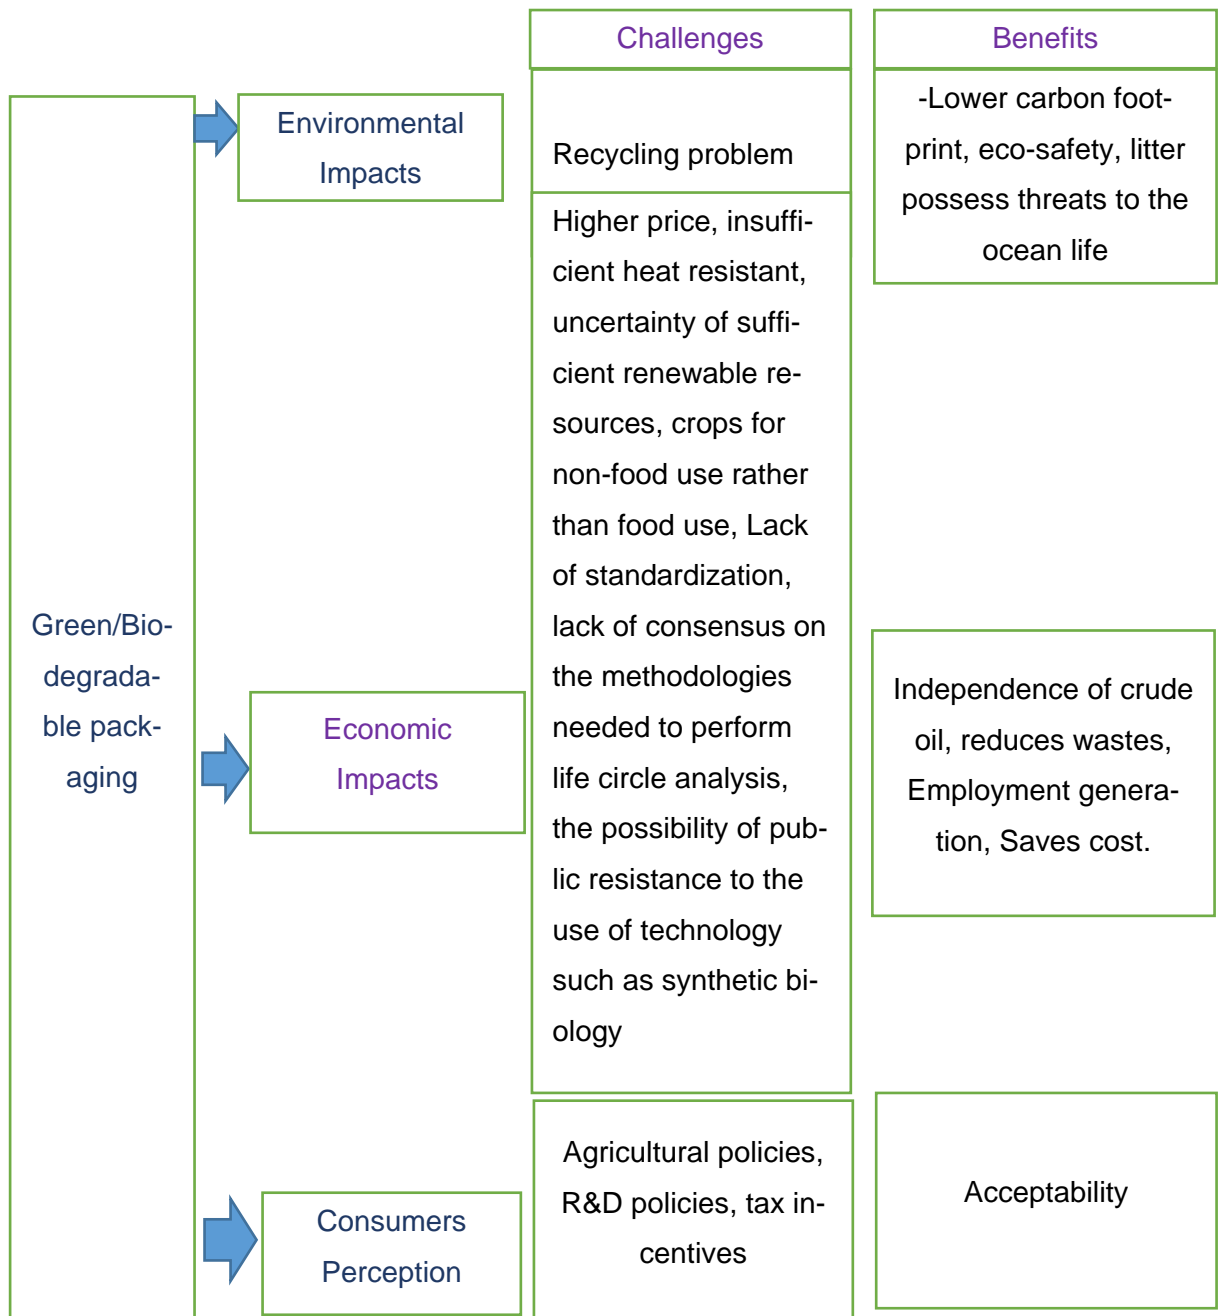 Challenges
Benefits
Environmental
Impacts
Recycling problem
-Lower carbon foot-
print, eco-safety, litter
possess threats to the
ocean life
Green/Bio-
degrada-
ble pack-
aging
Economic
Impacts
Higher price, insuffi-
cient heat resistant,
uncertainty of suffi-
cient renewable re-
sources, crops for
non-food use rather
than food use, Lack
of standardization,
lack of consensus on
the methodologies
needed to perform
life circle analysis,
the possibility of pub-
lic resistance to the
use of technology
such as synthetic bi-
ology
Independence of crude
oil, reduces wastes,
Employment genera-
tion, Saves cost.
Consumers
Perception
Agricultural policies,
R&D policies, tax in-
centives
Acceptability